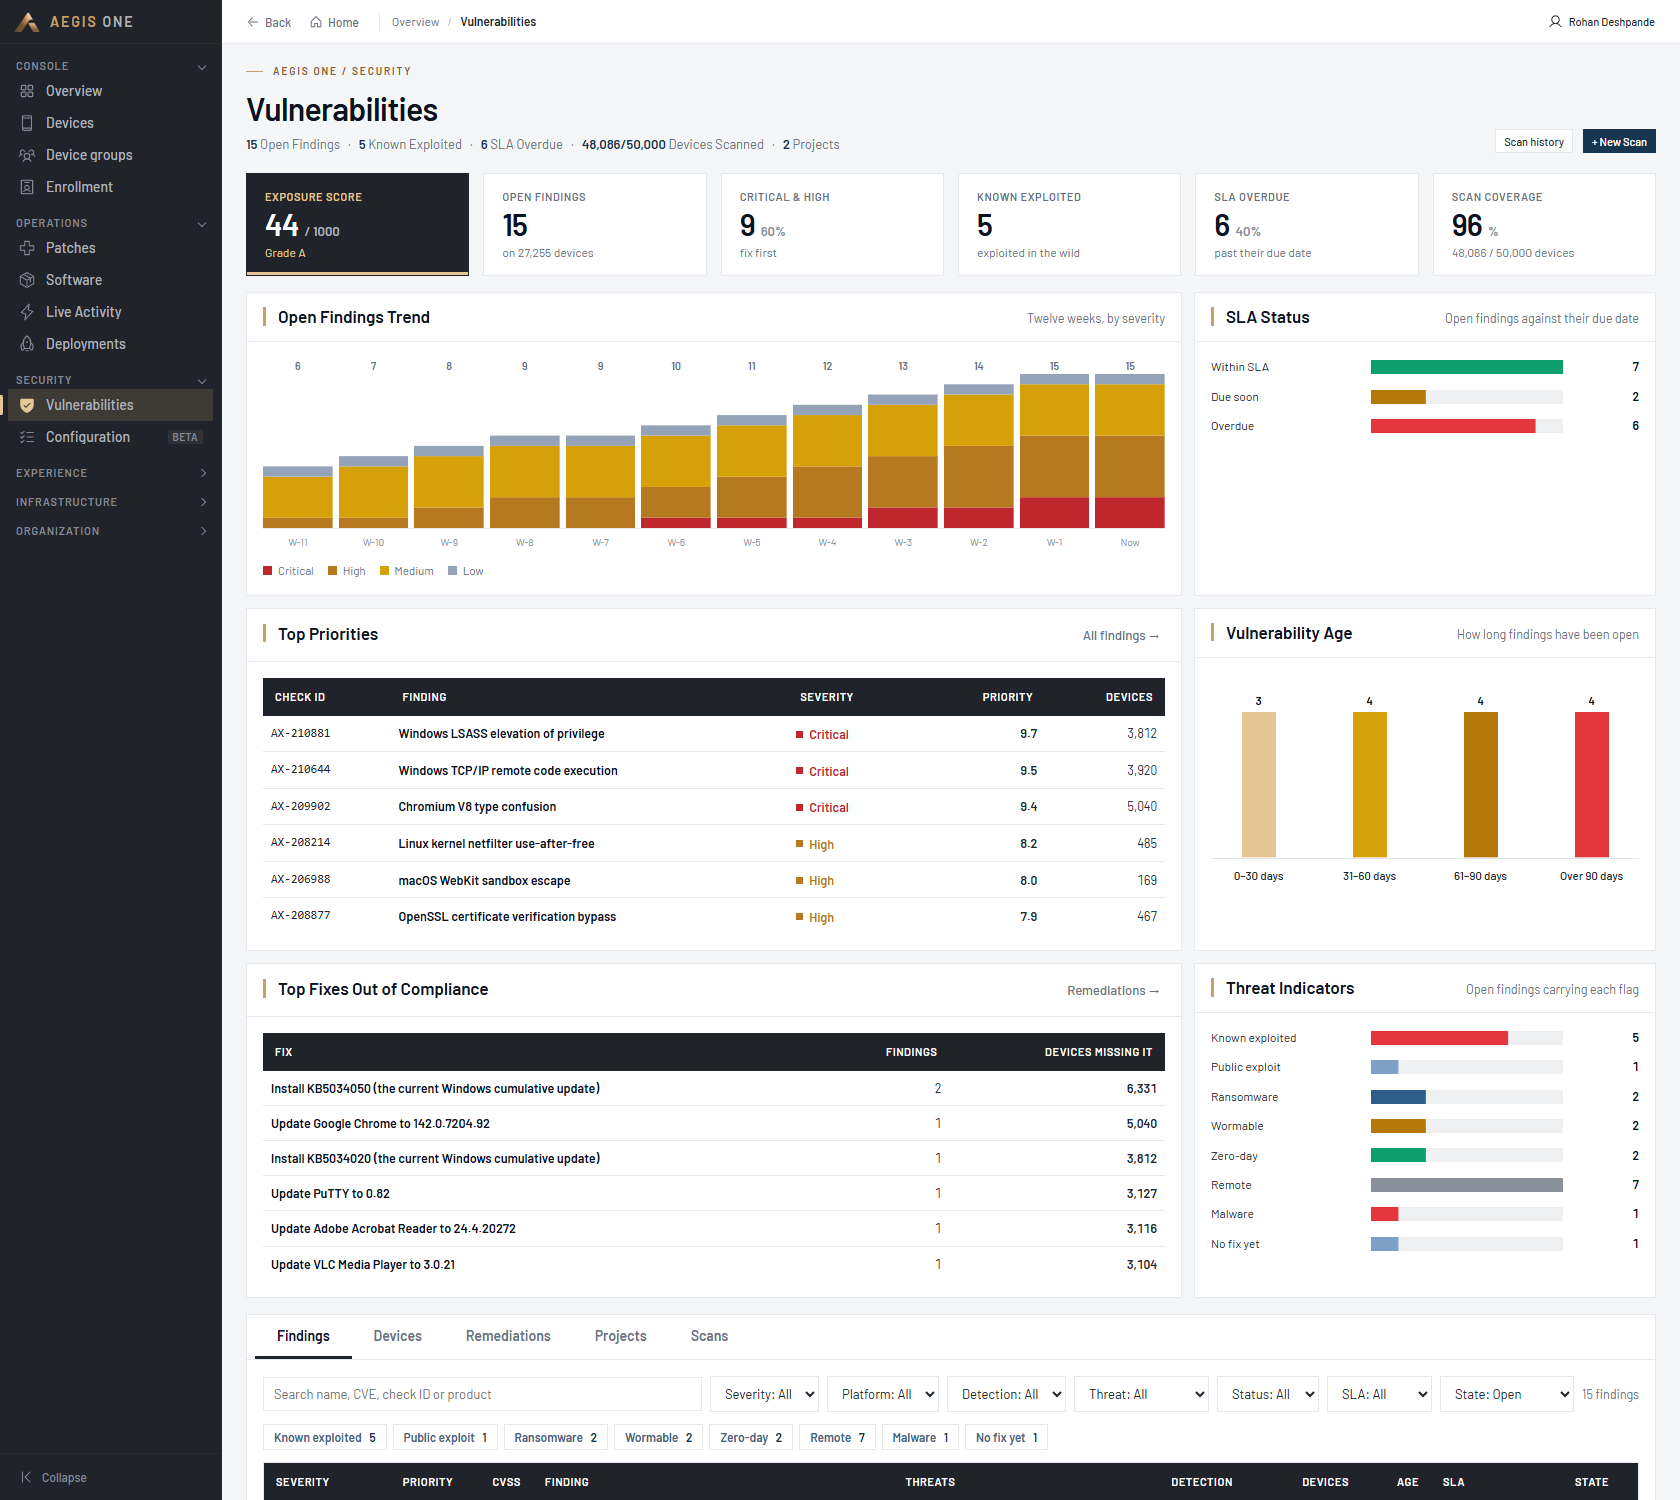 AEGIS ONE
Back
Home
Overview / Vulnerabilities
Rohan Deshpande
CONSOLE
Overview
Devices
Device groups
Enrollment
OPERATIONS
Patches
Software
Live Activity
Deployments
SECURITY
Vulnerabilities
Configuration BETA
EXPERIENCE
INFRASTRUCTURE
ORGANIZATION
Collapse
AEGIS ONE / SECURITY
Vulnerabilities
15 Open Findings · 5 Known Exploited · 6 SLA Overdue · 48,086/50,000 Devices Scanned · 2 Projects
Scan history
+ New Scan
EXPOSURE SCORE
44 / 1000
Grade A
OPEN FINDINGS
15
on 27,255 devices
CRITICAL & HIGH
9 60%
fix first
KNOWN EXPLOITED
5
exploited in the wild
SLA OVERDUE
6 40%
past their due date
SCAN COVERAGE
96 %
48,086 / 50,000 devices
Open Findings Trend
Twelve weeks, by severity
6 7 8 9 9 10 11 12 13 14 15 15
W-11 W-10 W-9 W-8 W-7 W-6 W-5 W-4 W-3 W-2 W-1 Now
Critical High Medium Low
SLA Status
Open findings against their due date
Within SLA 7
Due soon 2
Overdue 6
Top Priorities
All findings →
CHECK ID FINDING SEVERITY PRIORITY DEVICES
AX-210881 Windows LSASS elevation of privilege Critical 9.7 3,812
AX-210644 Windows TCP/IP remote code execution Critical 9.5 3,920
AX-209902 Chromium V8 type confusion Critical 9.4 5,040
AX-208214 Linux kernel netfilter use-after-free High 8.2 485
AX-206988 macOS WebKit sandbox escape High 8.0 169
AX-208877 OpenSSL certificate verification bypass High 7.9 467
Vulnerability Age
How long findings have been open
3 4 4 4
0-30 days 31-60 days 61-90 days Over 90 days
Top Fixes Out of Compliance
Remediations →
FIX FINDINGS DEVICES MISSING IT
Install KB5034050 (the current Windows cumulative update) 2 6,331
Update Google Chrome to 142.0.7204.92 1 5,040
Install KB5034020 (the current Windows cumulative update) 1 3,812
Update PuTTY to 0.82 1 3,127
Update Adobe Acrobat Reader to 24.4.20272 1 3,116
Update VLC Media Player to 3.0.21 1 3,104
Threat Indicators
Open findings carrying each flag
Known exploited 5
Public exploit 1
Ransomware 2
Wormable 2
Zero-day 2
Remote 7
Malware 1
No fix yet 1
Findings Devices Remediations Projects Scans
Search name, CVE, check ID or product
Severity: All
Platform: All
Detection: All
Threat: All
Status: All
SLA: All
State: Open
15 findings
Known exploited 5
Public exploit 1
Ransomware 2
Wormable 2
Zero-day 2
Remote 7
Malware 1
No fix yet 1
SEVERITY PRIORITY CVSS FINDING THREATS DETECTION DEVICES AGE SLA STATE